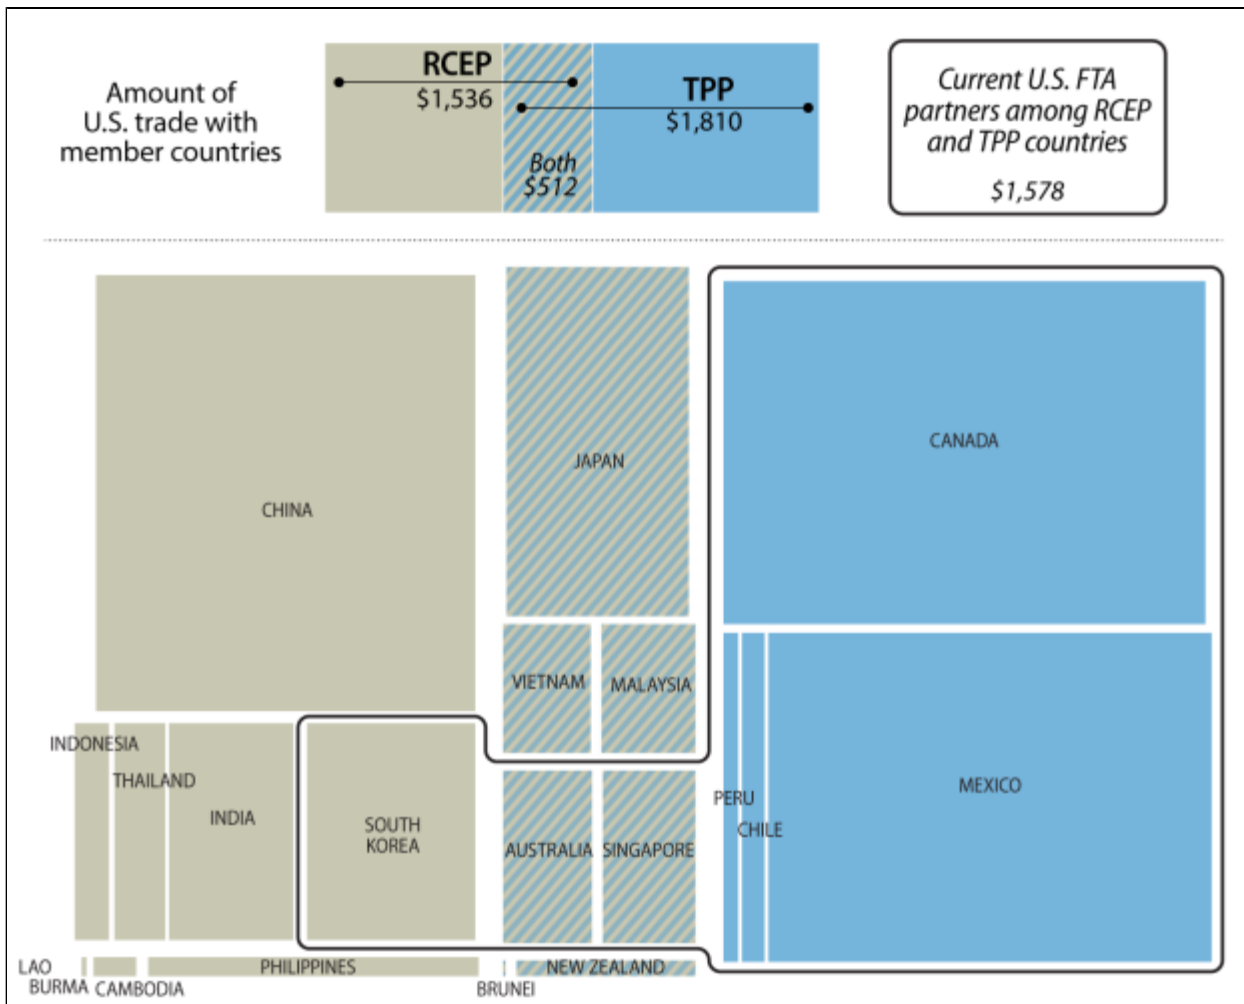 Amount of
U.S. trade with
member countries
RCEP
$1,536
TPP
$1,810
Both
$512
Current U.S. FTA
partners among RCEP
and TPP countries
$1,578
CHINA
JAPAN
CANADA
VIETNAM
MALAYSIA
INDONESIA
THAILAND
INDIA
SOUTH
KOREA
AUSTRALIA
SINGAPORE
PERU
CHILE
MEXICO
LAO
BURMA
CAMBODIA
PHILIPPINES
BRUNEI
NEW ZEALAND